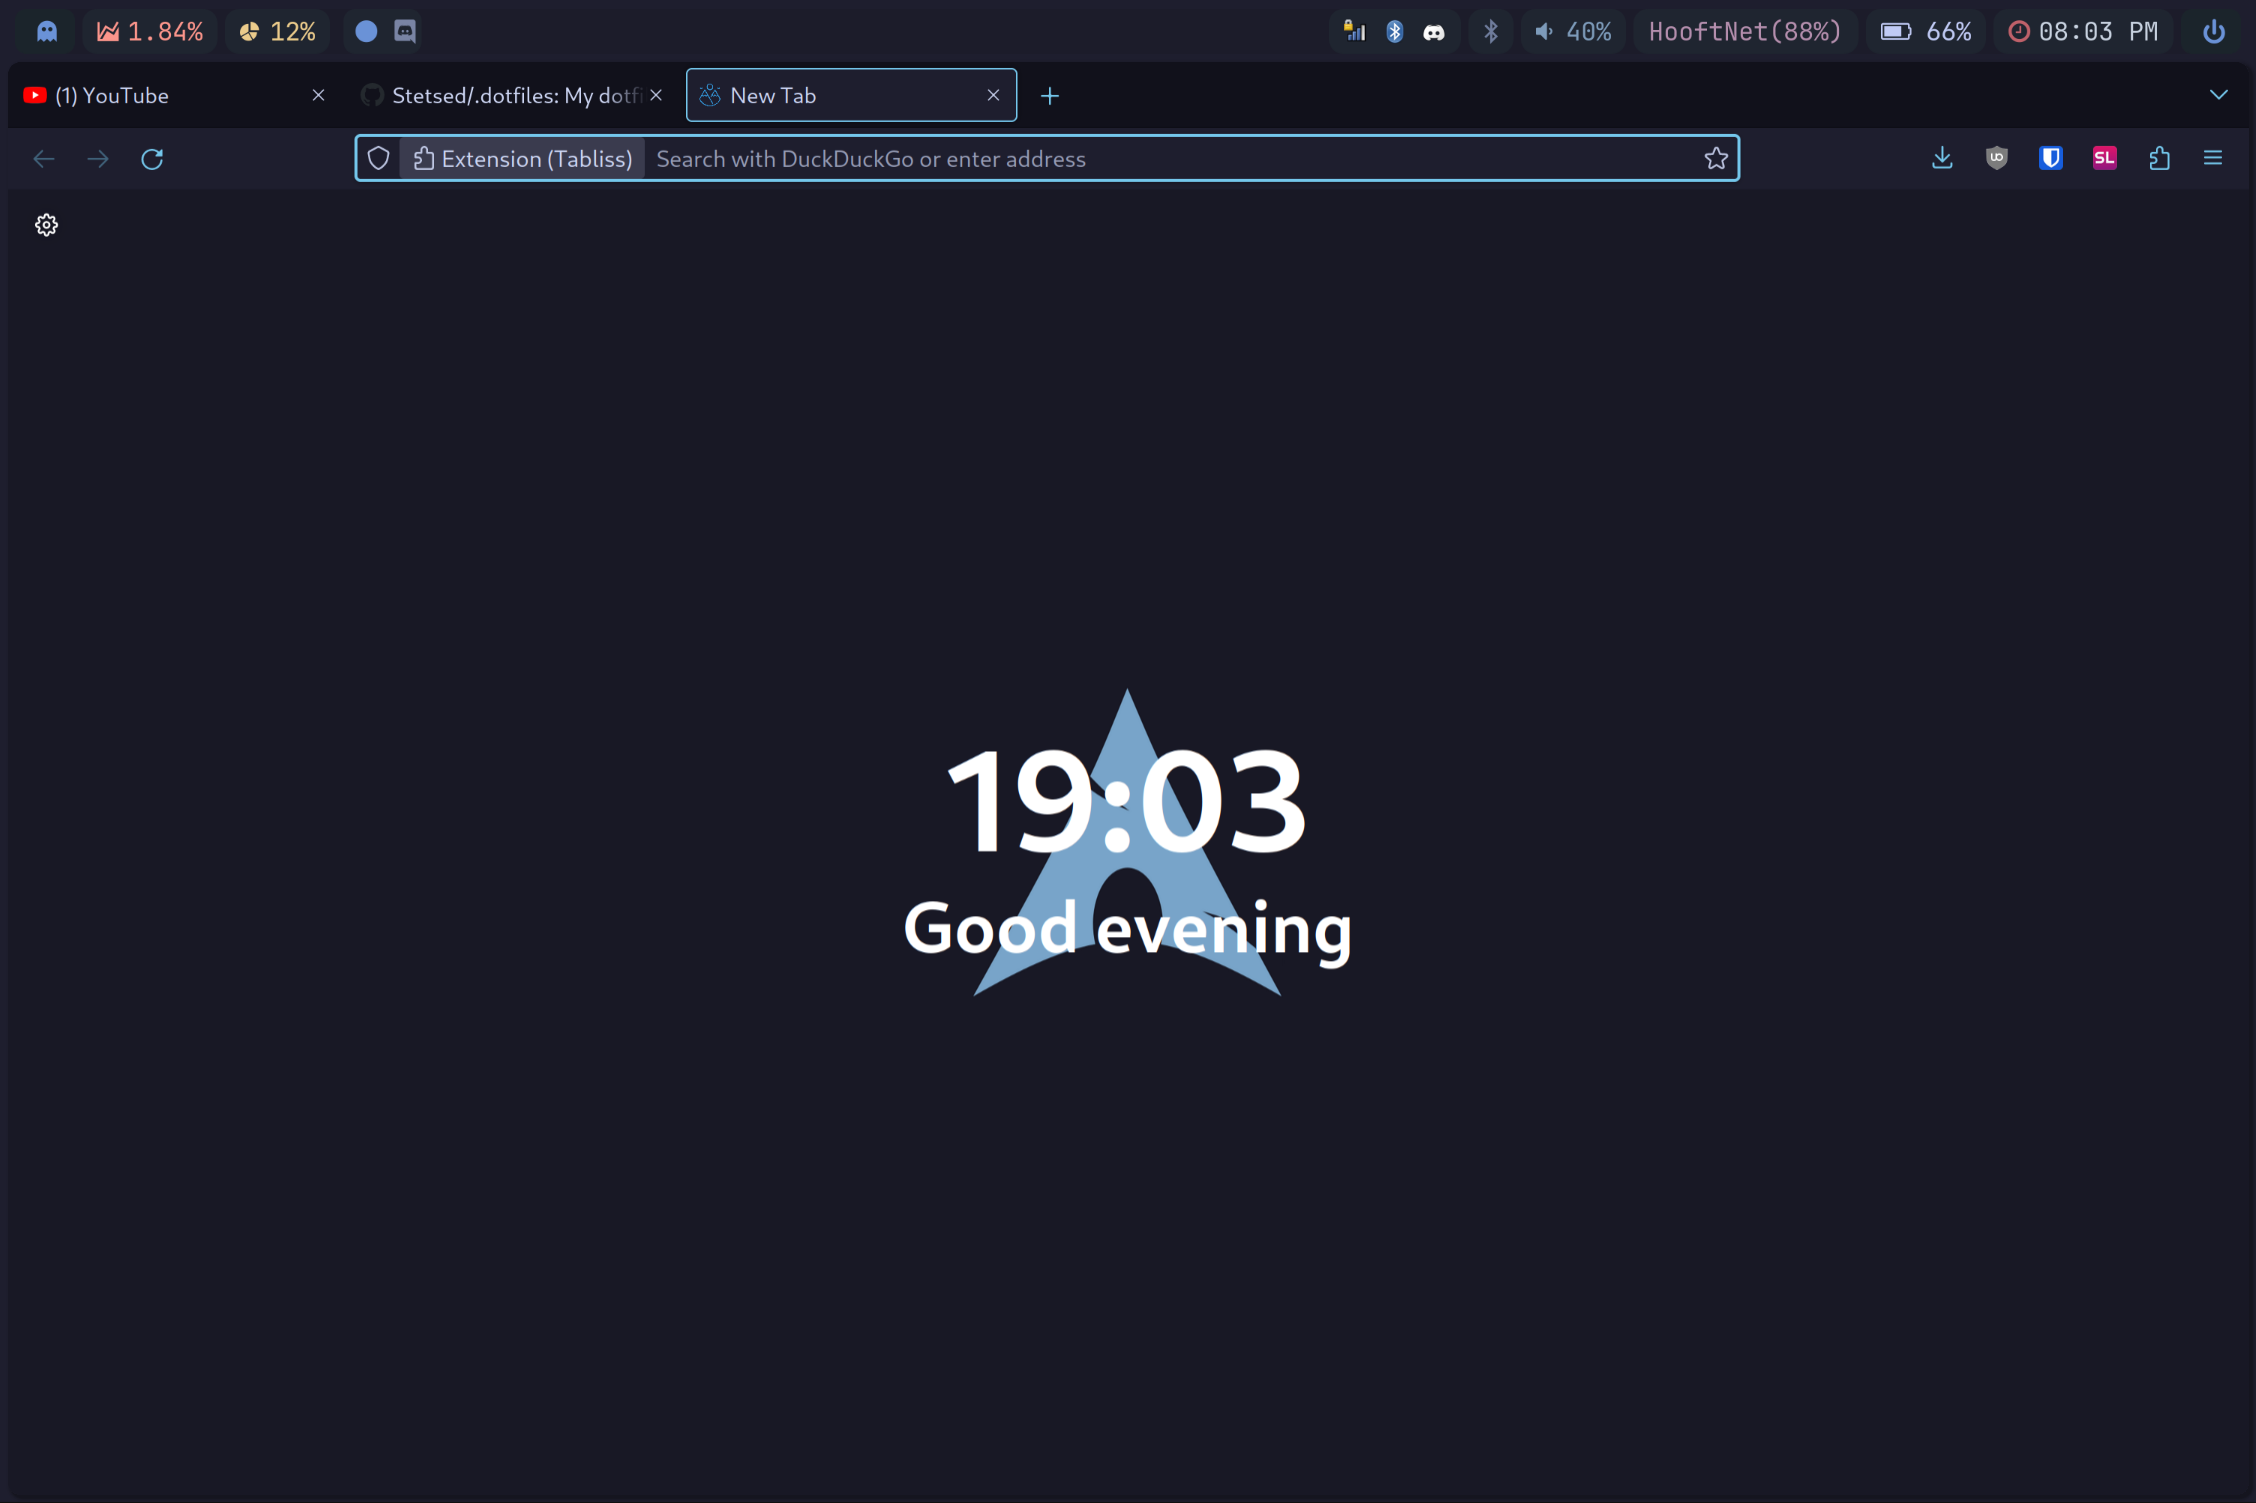 1.84% 12% 40% HooftNet(88%) 66% 08:03 PM
(1) YouTube Stetsed/.dotfiles: My dotfi New Tab
Extension (Tabliss) Search with DuckDuckGo or enter address UO SL
19:03
Good evening